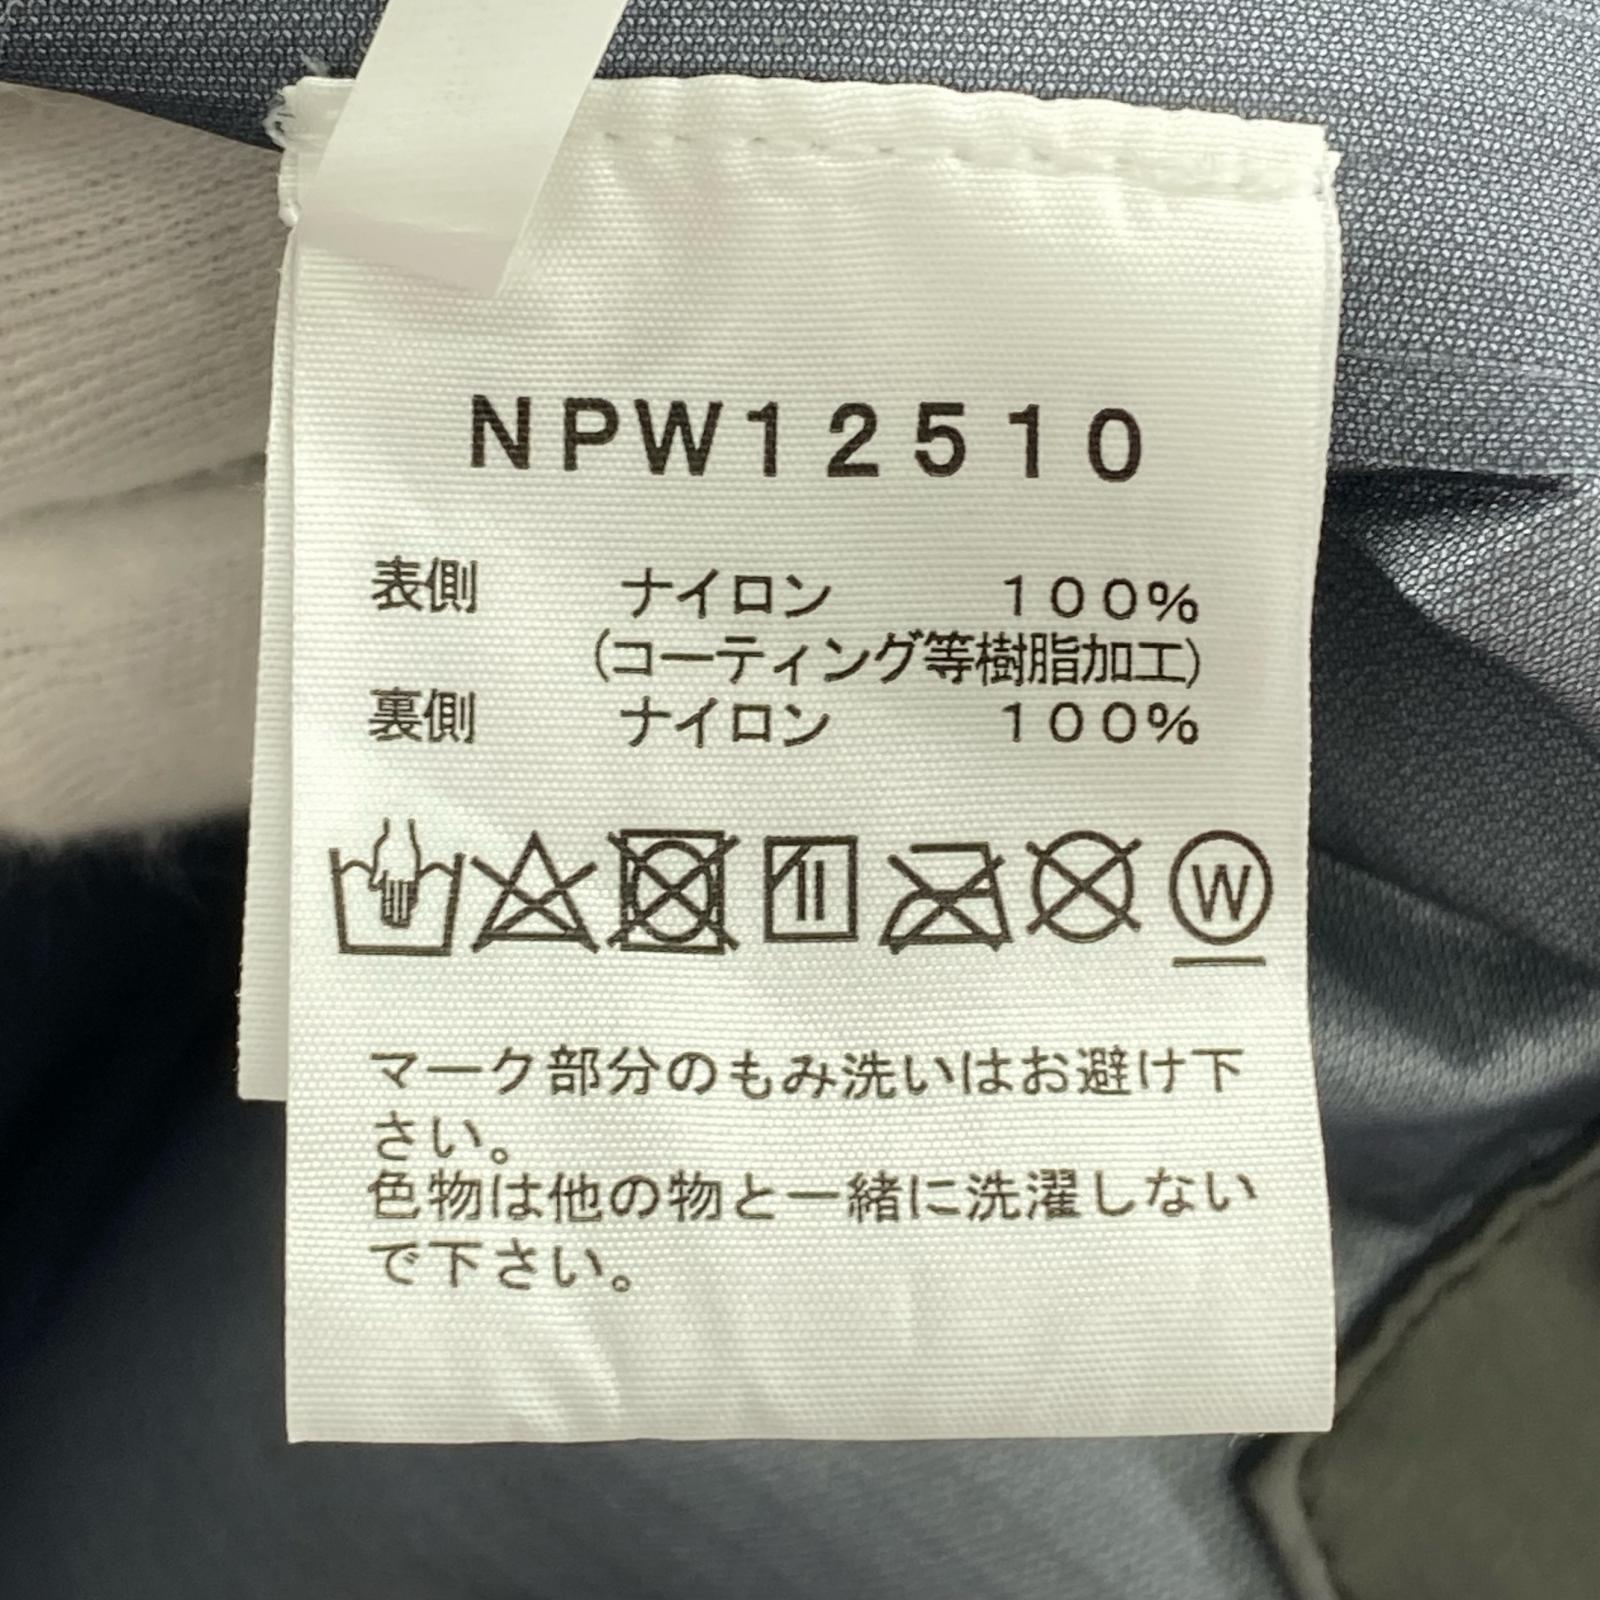 NPW12510
表側 ナイロン 100%
(コーティング等樹脂加工)
裏側 ナイロン 100%
W
マーク部分のもみ洗いはお避け下
さい。
色物は他の物と一緒に洗濯しない
で下さい。